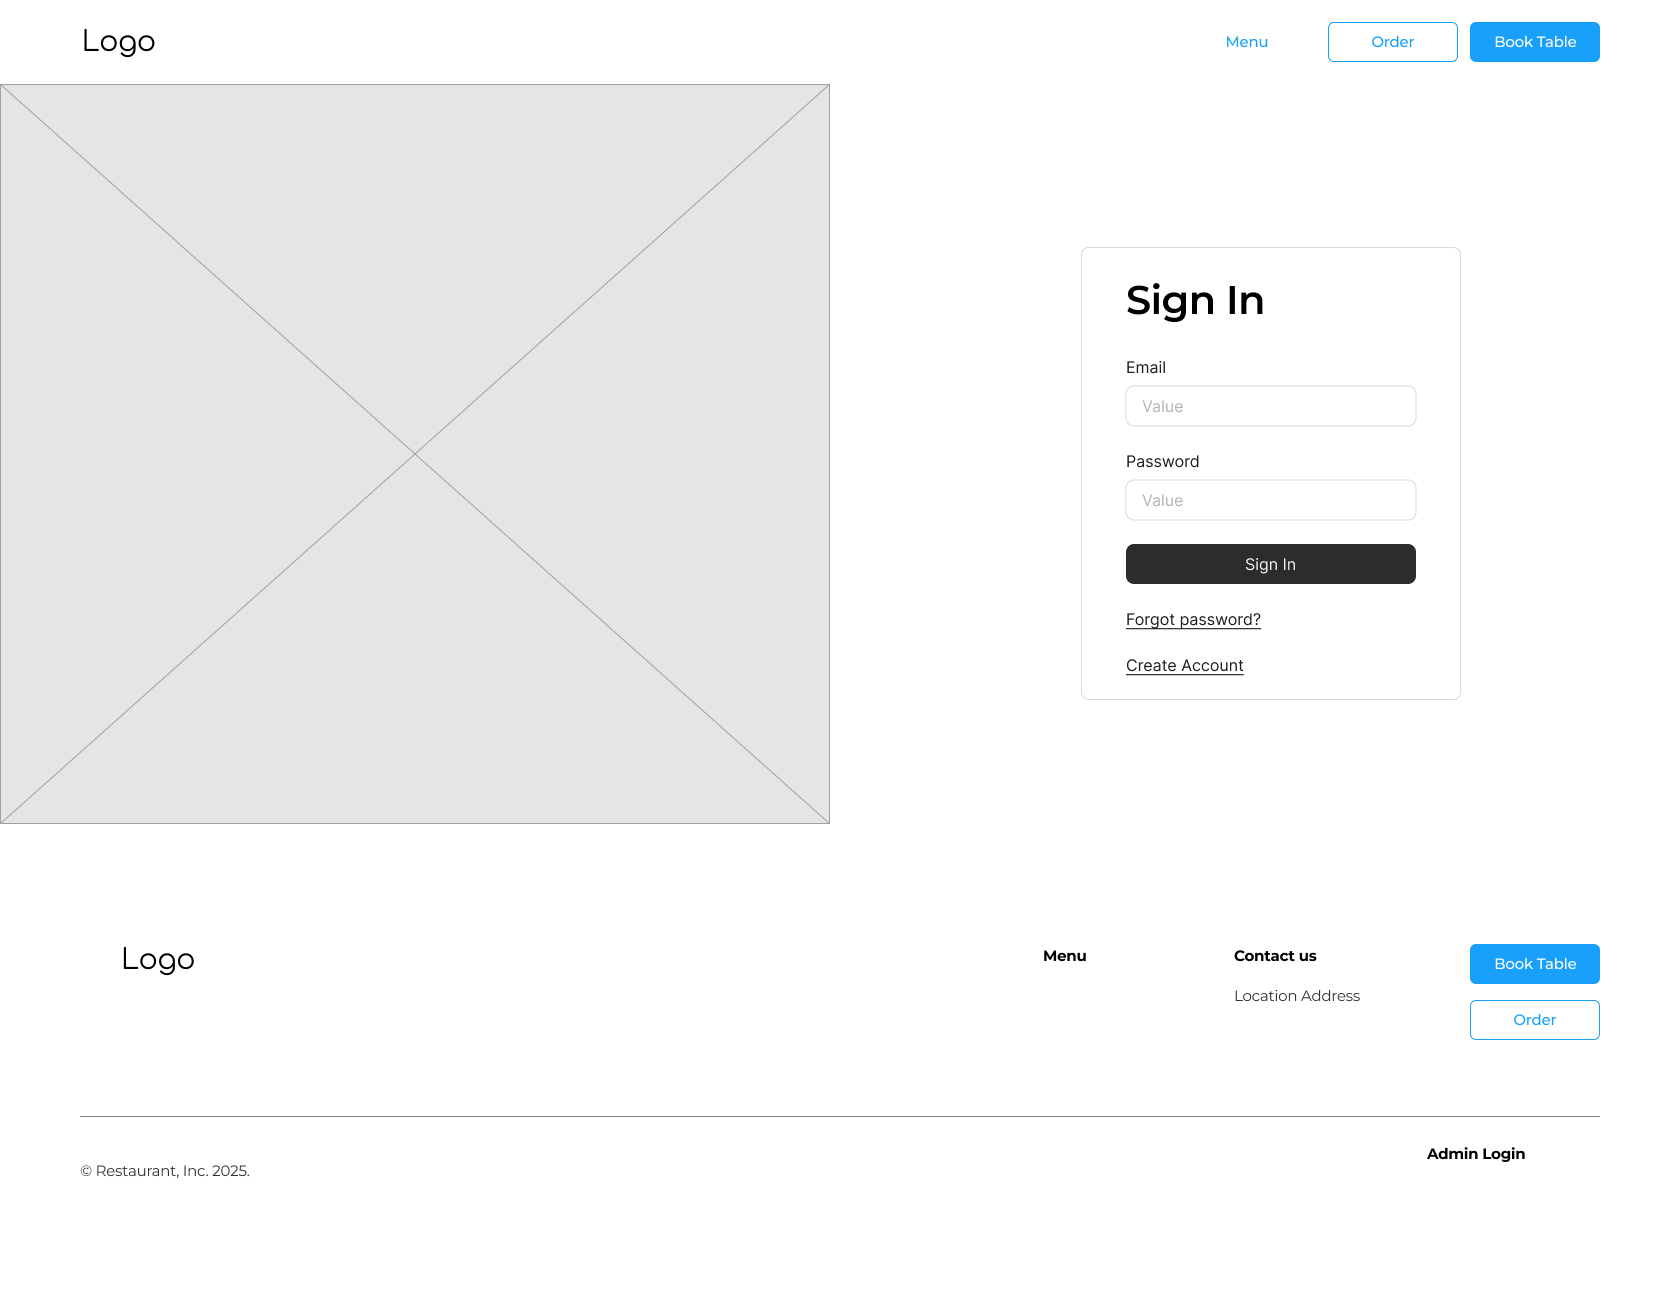 Logo
Menu
Order
Book Table
Sign In
Email
Value
Password
Value
Sign In
Forgot password?
Create Account
Logo
Menu
Contact us
Location Address
Book Table
Order
© Restaurant, Inc. 2025.
Admin Login